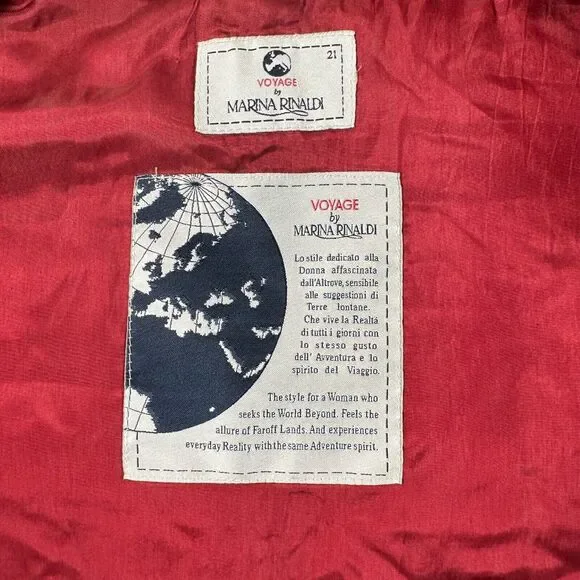 21
VOYAGE
by
MARINA RINALDI
VOYAGE
by
MARINA RINALDI
Lo stile dedicato alla
Donna affascinata
dall'Altrove, sensibile
alle suggestioni di
Terre lontane.
Che vive la Realtà
di tutti i giorni con
lo stesso gusto
dell' Avventura e lo
spirito del Viaggio.
The style for a Woman who
seeks the World Beyond. Feels the
allure of Faroff Lands. And experiences
everyday Reality with the same Adventure spirit.